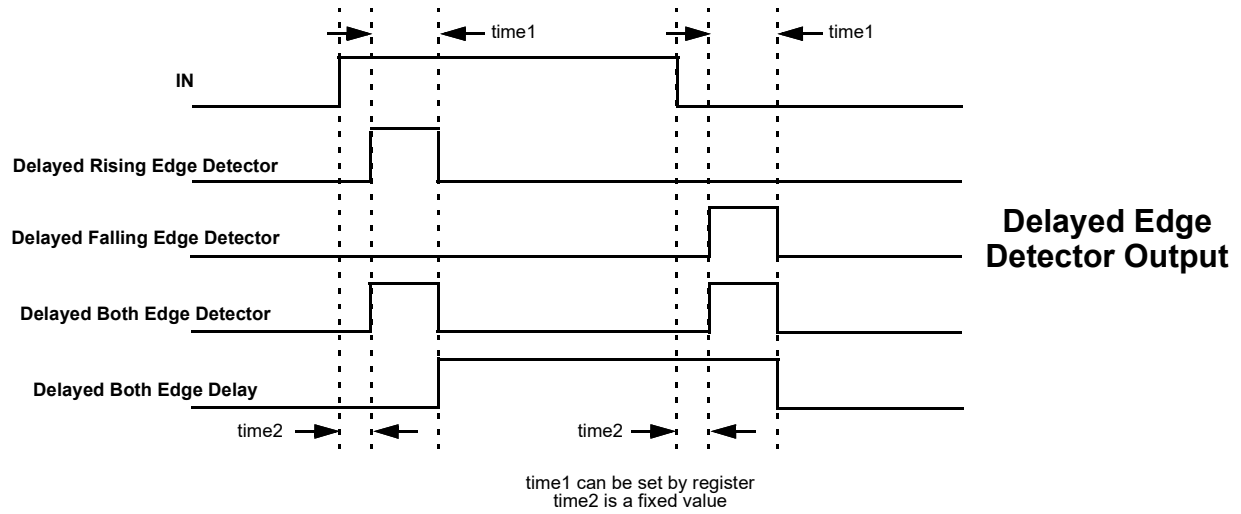 time1
time1
IN
Delayed Rising Edge Detector
Delayed Falling Edge Detector
Delayed Edge
Detector Output
Delayed Both Edge Detector
Delayed Both Edge Delay
time2
time2
time1 can be set by register
time2 is a fixed value